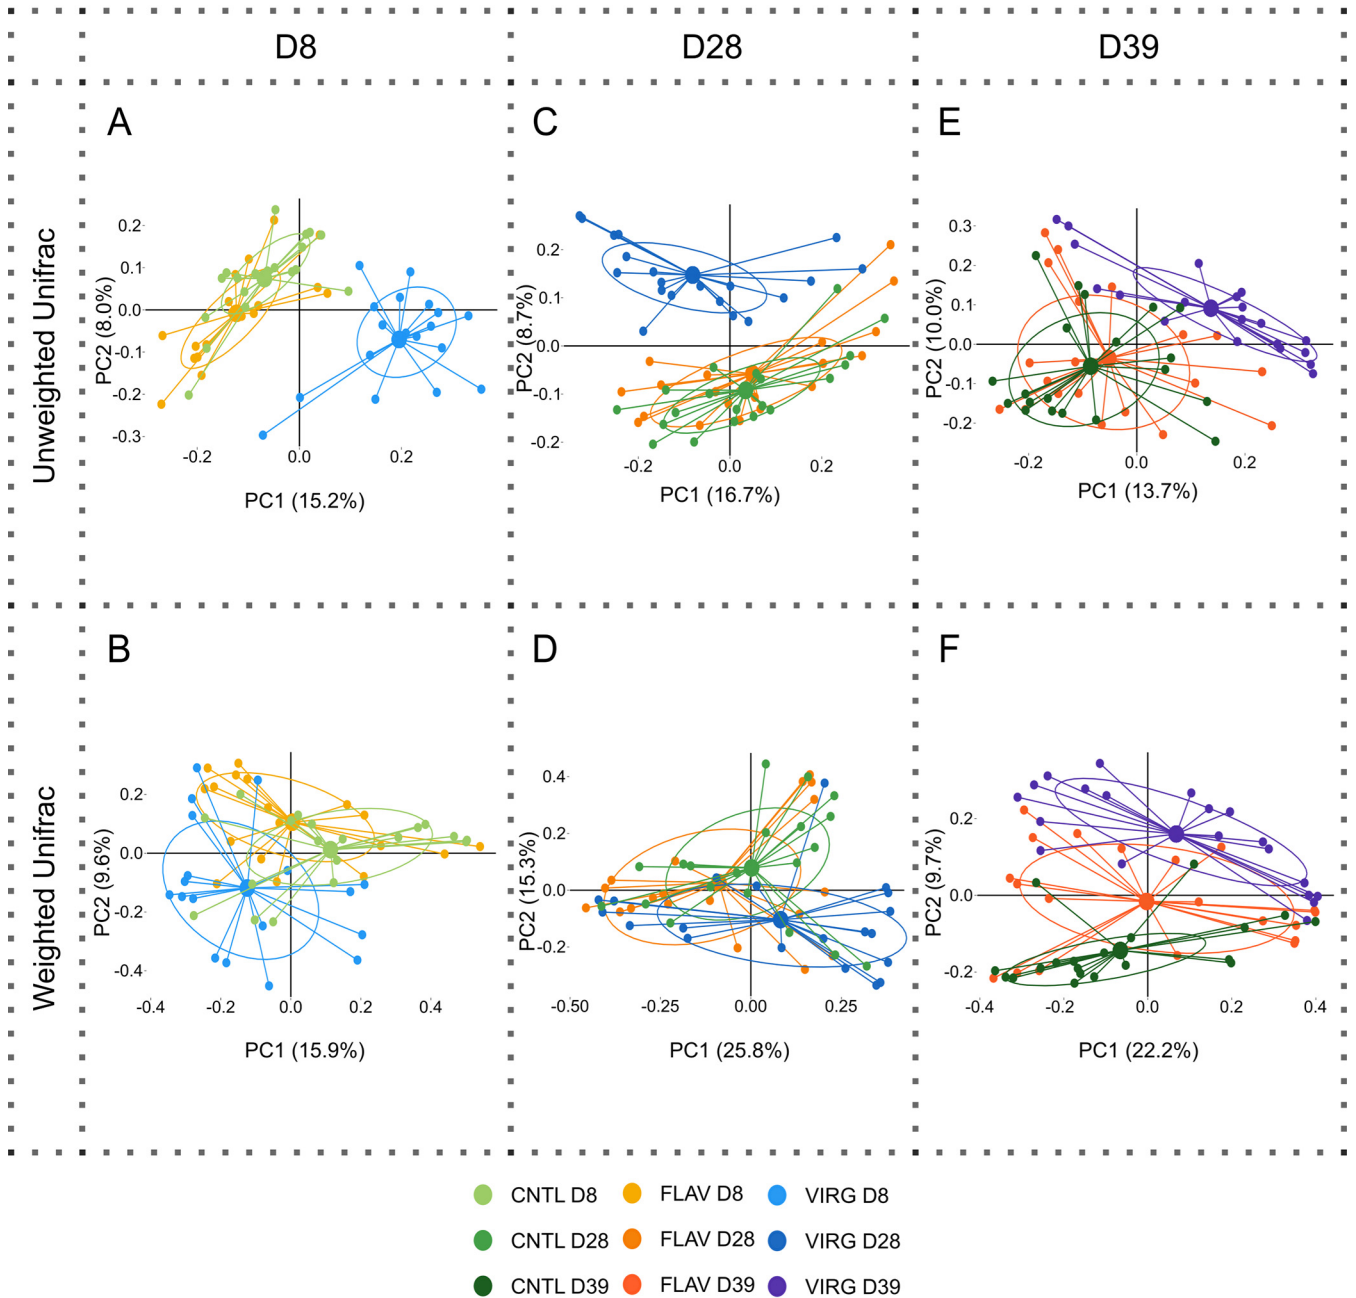 D8 D28 D39
Unweighted Unifrac
A
0.2
0.1
0.0
-0.1
-0.2
-0.3
PC2 (8.0%)
-0.2 0.0 0.2
PC1 (15.2%)
C
0.2
0.1
0.0
-0.1
-0.2
PC2 (8.7%)
-0.2 0.0 0.2
PC1 (16.7%)
E
0.3
0.2
0.1
0.0
-0.1
-0.2
PC2 (10.0%)
-0.2 0.0 0.2
PC1 (13.7%)
Weighted Unifrac
B
0.2
0.0
-0.2
-0.4
PC2 (9.6%)
-0.4 -0.2 0.0 0.2 0.4
PC1 (15.9%)
D
0.4
0.2
0.0
-0.2
PC2 (15.3%)
-0.50 -0.25 0.00 0.25
PC1 (25.8%)
F
0.2
0.0
-0.2
PC2 (9.7%)
-0.4 -0.2 0.0 0.2 0.4
PC1 (22.2%)
CNTL D8 FLAV D8 VIRG D8
CNTL D28 FLAV D28 VIRG D28
CNTL D39 FLAV D39 VIRG D39